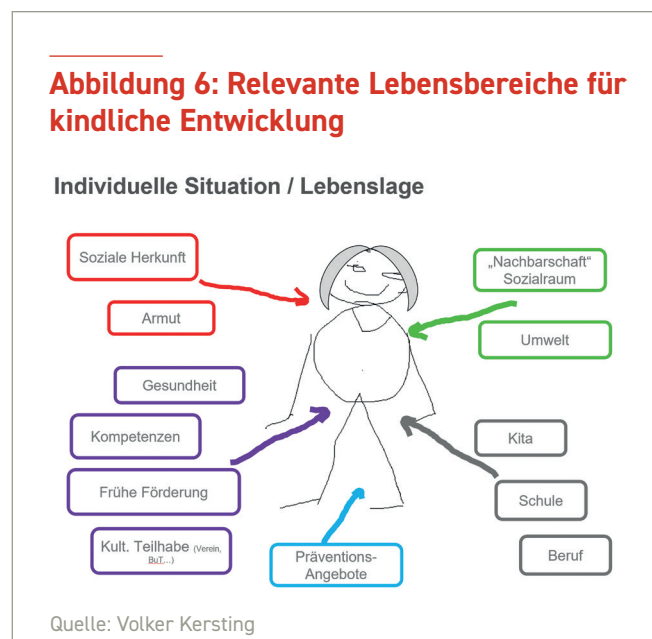 Abbildung 6: Relevante Lebensbereiche für
kindliche Entwicklung
Individuelle Situation / Lebenslage
Soziale Herkunft
Armut
Gesundheit
Kompetenzen
Frühe Förderung
Kult. Teilhabe (Verein,
BuT,..)
Präventions-
Angebote
„Nachbarschaft“
Sozialraum
Umwelt
Kita
Schule
Beruf
Quelle: Volker Kersting